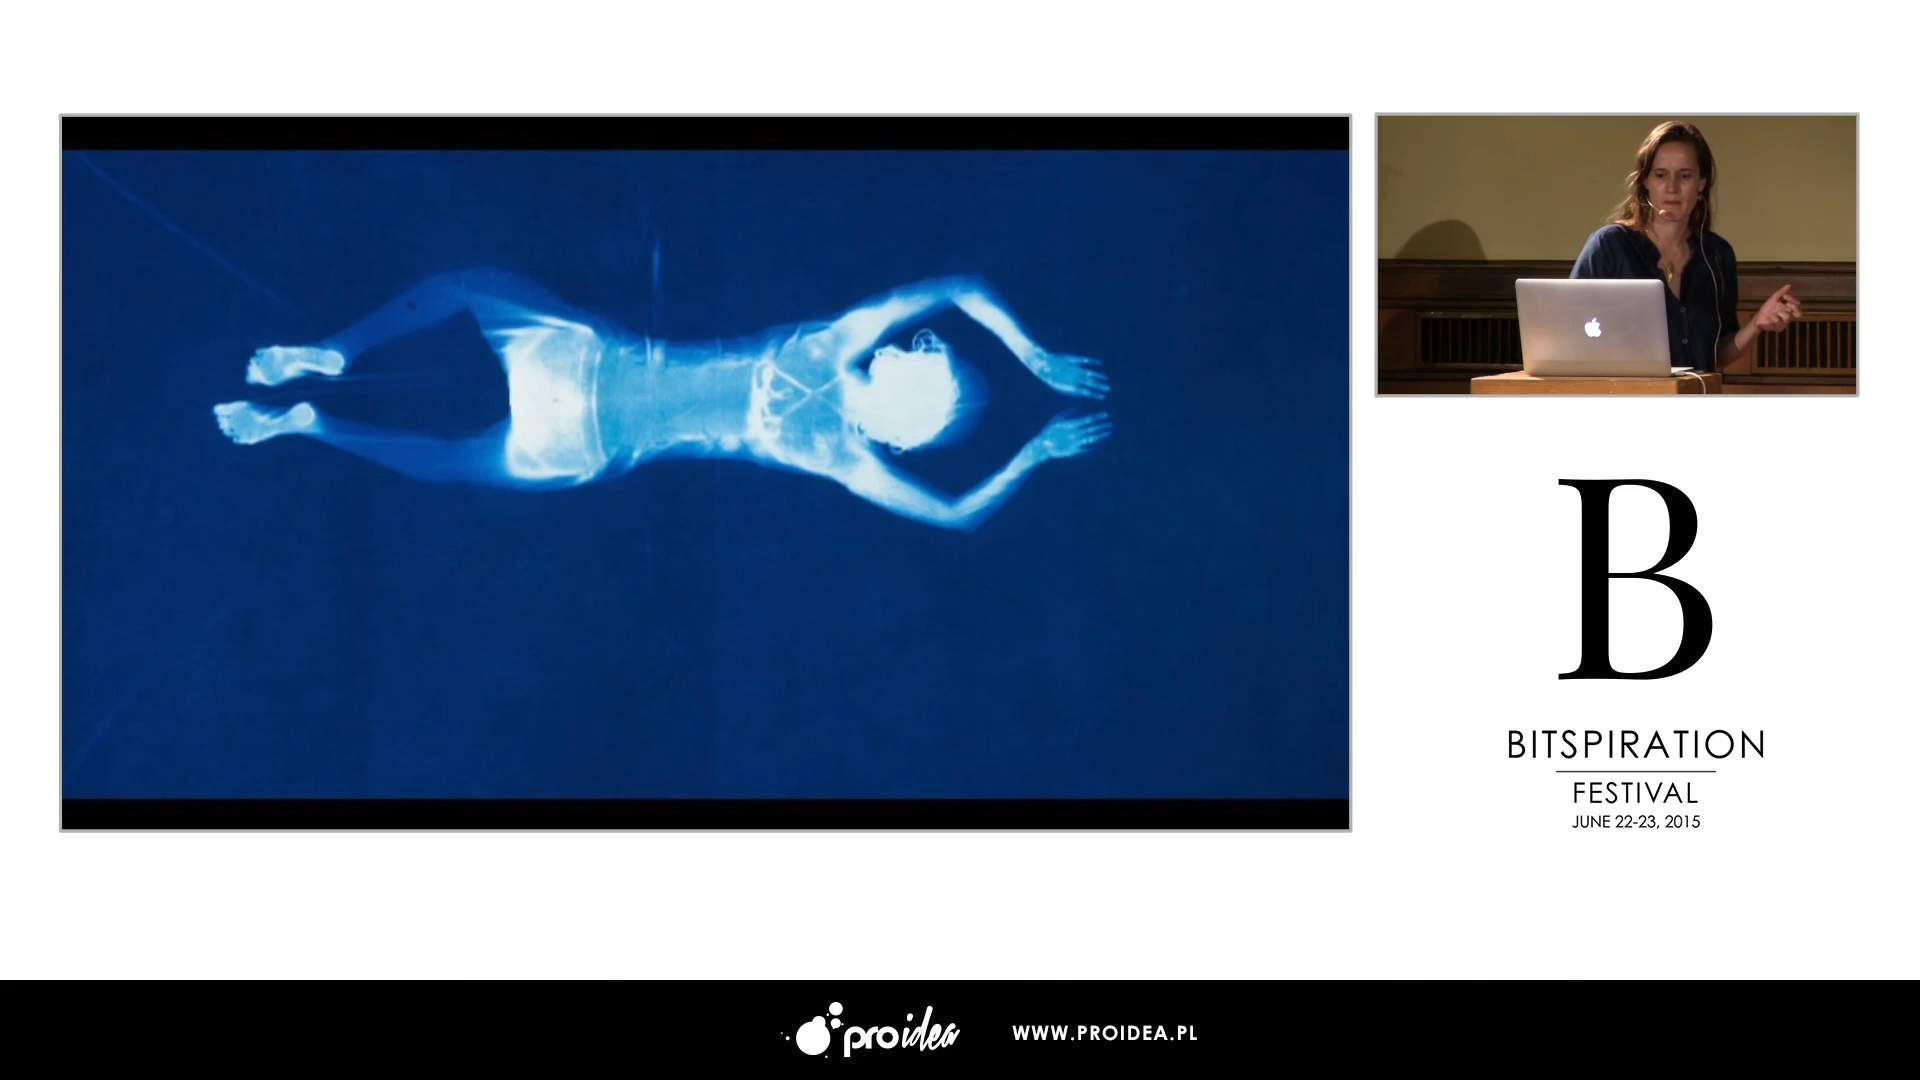 B
BITSPIRATION
FESTIVAL
JUNE 22-23, 2015
proidea
WWW.PROIDEA.PL